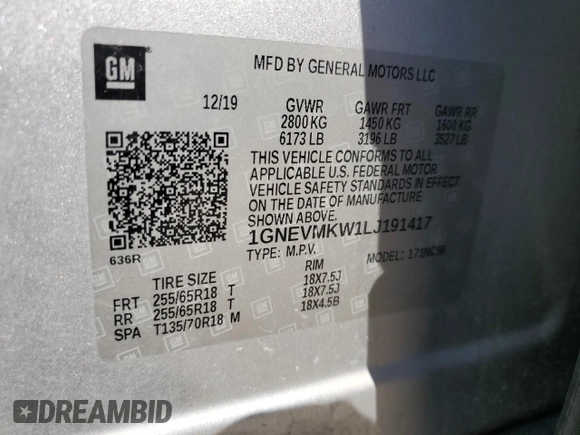 GM
MFD BY GENERAL MOTORS LLC
12/19 GVWR GAWR FRT GAWR RR
2800 KG 1450 KG 1600 KG
6173 LB 3196 LB 3527 LB
THIS VEHICLE CONFORMS TO ALL
APPLICABLE U.S. FEDERAL MOTOR
VEHICLE SAFETY STANDARDS IN EFFECT
ON THE DATE OF MANUFACTURE
SHOWN ABOVE.
1GNEVMKW1LJ191417
636R
TYPE: M.P.V. MODEL: 171NC56
TIRE SIZE RIM
FRT 255/65R18 T 18X7.5J
RR 255/65R18 T 18X7.5J
SPA T135/70R18 M 18X4.5B
DREAMBID